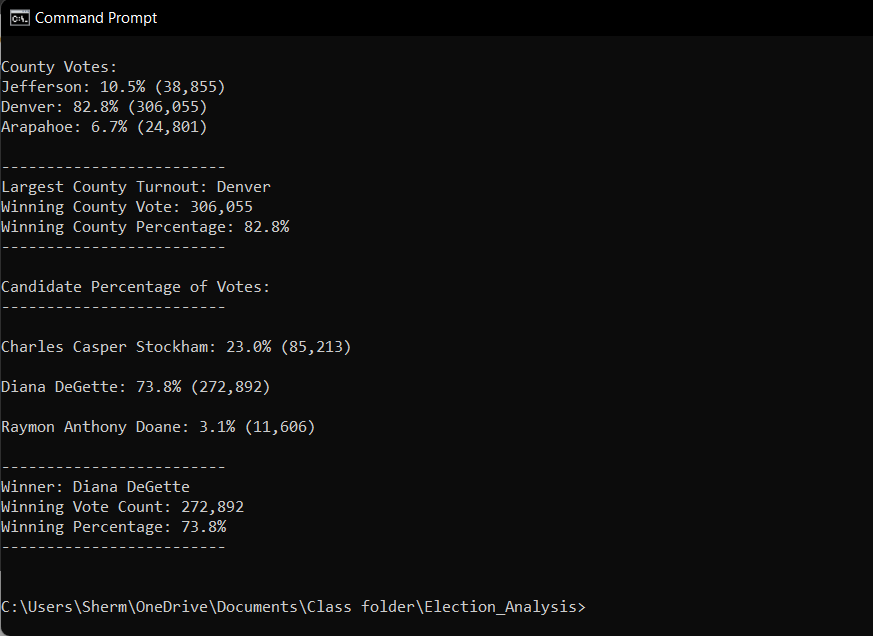 Command Prompt
County Votes:
Jefferson: 10.5% (38,855)
Denver: 82.8% (306,055)
Arapahoe: 6.7% (24,801)
-------------------------
Largest County Turnout: Denver
Winning County Vote: 306,055
Winning County Percentage: 82.8%
-------------------------
Candidate Percentage of Votes:
-------------------------
Charles Casper Stockham: 23.0% (85,213)
Diana DeGette: 73.8% (272,892)
Raymon Anthony Doane: 3.1% (11,606)
-------------------------
Winner: Diana DeGette
Winning Vote Count: 272,892
Winning Percentage: 73.8%
-------------------------
C:\Users\Sherm\OneDrive\Documents\Class folder\Election_Analysis>